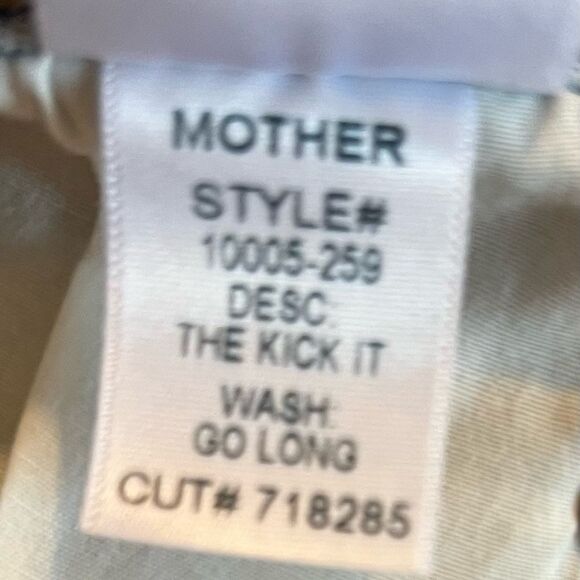 MOTHER
STYLE#
10005-259
DESC:
THE KICK IT
WASH:
GO LONG
CUT# 718285